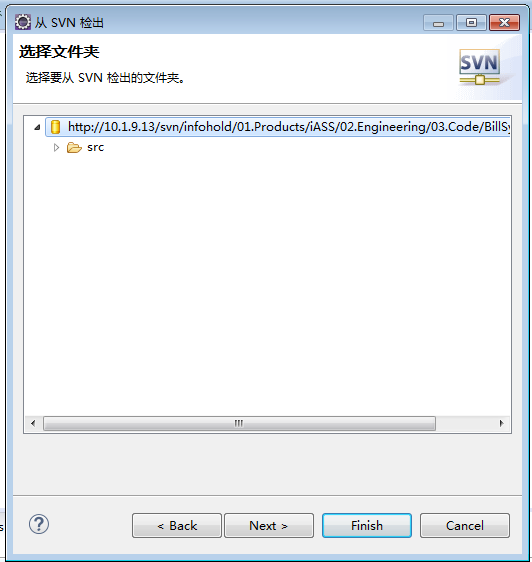 从 SVN 检出
选择文件夹
选择要从 SVN 检出的文件夹。
SVN
http://10.1.9.13/svn/infohold/01.Products/iASS/02.Engineering/03.Code/BillSy
src
?
< Back
Next >
Finish
Cancel